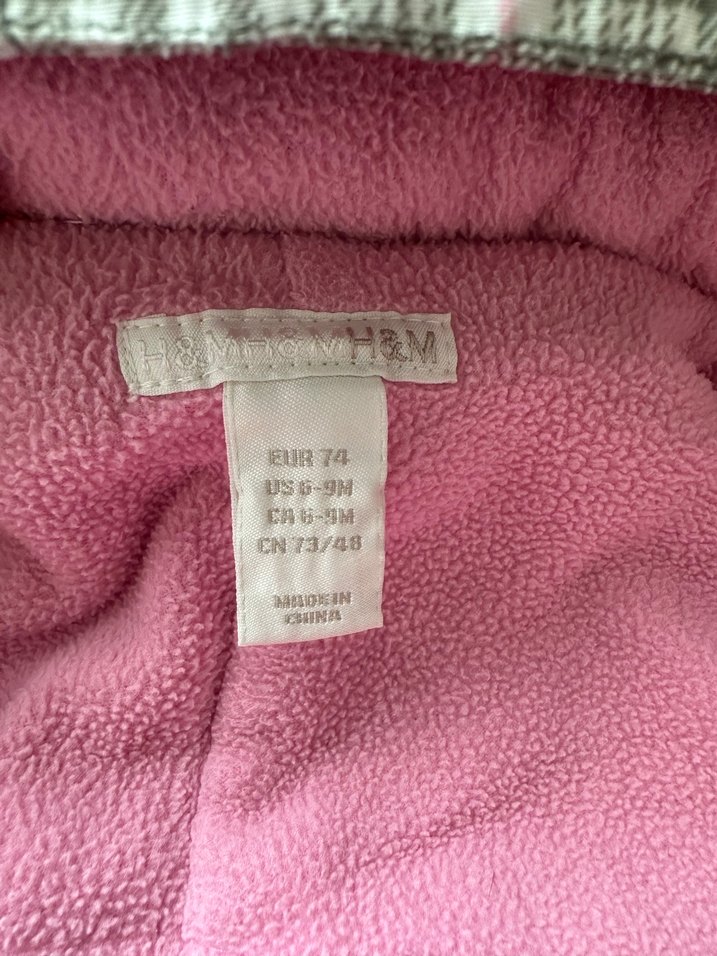 H&M H&M H&M
EUR 74
US 6-9M
CA 6-9M
CN 73/48
MADE IN
CHINA